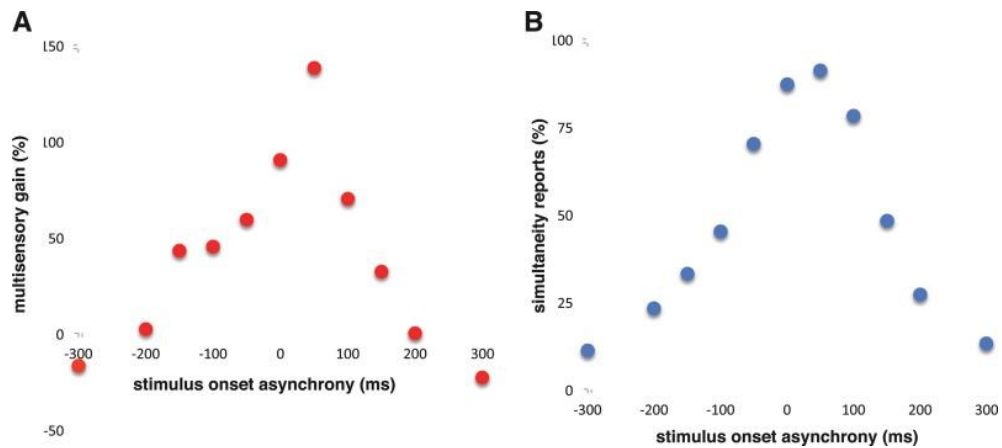 A
150
100
50
0
-50
multisensory gain (%)
-300 -200 -100 0 100 200 300
stimulus onset asynchrony (ms)
B
100
75
50
25
0
simultaneity reports (%)
-300 -200 -100 0 100 200 300
stimulus onset asynchrony (ms)